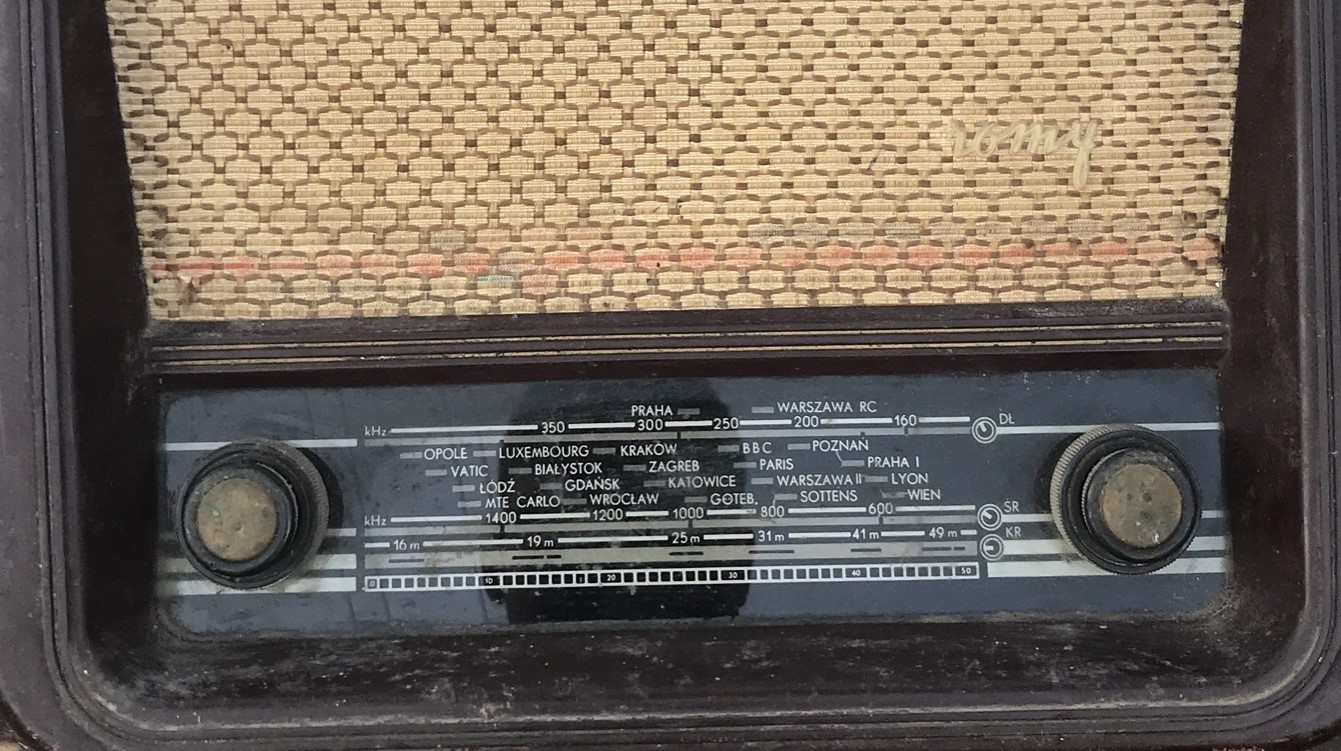 romy
PRAHA WARSZAWA RC
kHz 350 300 250 200 160 DŁ
OPOLE LUXEMBOURG KRAKÓW BBC POZNAŃ
VATIC BIAŁYSTOK ZAGREB PARIS PRAHA I
ŁÓDŹ GDAŃSK KATOWICE WARSZAWA II LYON
MTE CARLO WROCŁAW GOTEB. SOTTENS WIEN
kHz 1400 1200 1000 800 600 ŚR
16 m 19 m 25 m 31 m 41 m 49 m KR
0 10 20 30 40 50